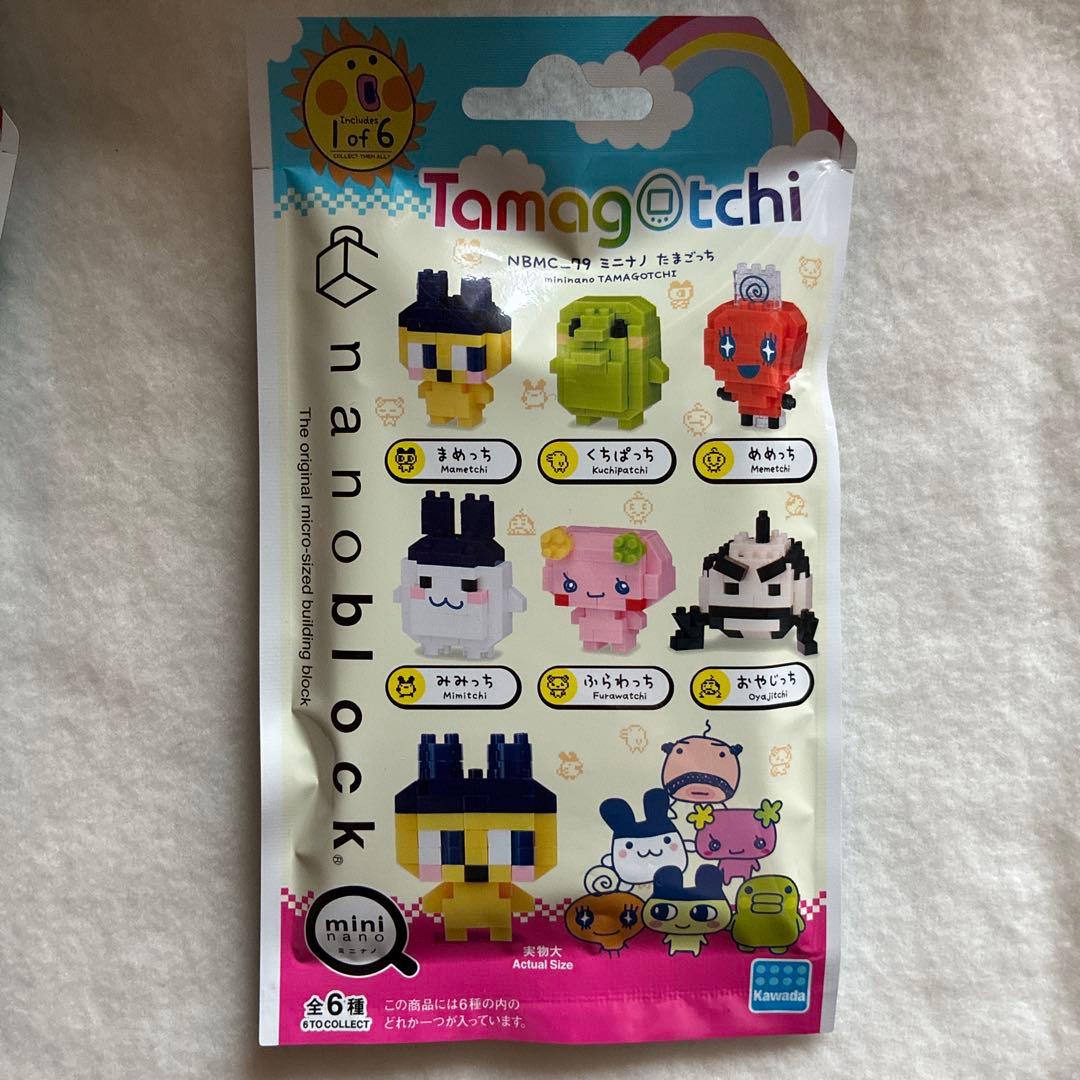 Includes
1 of 6
COLLECT THEM ALL!
Tamagotchi
NBMC_79 ミニナノ たまごっち
mininano TAMAGOTCHI
nanoblock®
The original micro-sized building block
まめっち
Mametchi
くちぱっち
Kuchipatchi
めめっち
Memetchi
みみっち
Mimitchi
ふらわっち
Furawatchi
おやじっち
Oyajitchi
mini
nano
ミニナノ
実物大
Actual Size
全6種
6 TO COLLECT
この商品には6種の内の
どれか一つが入っています。
Kawada